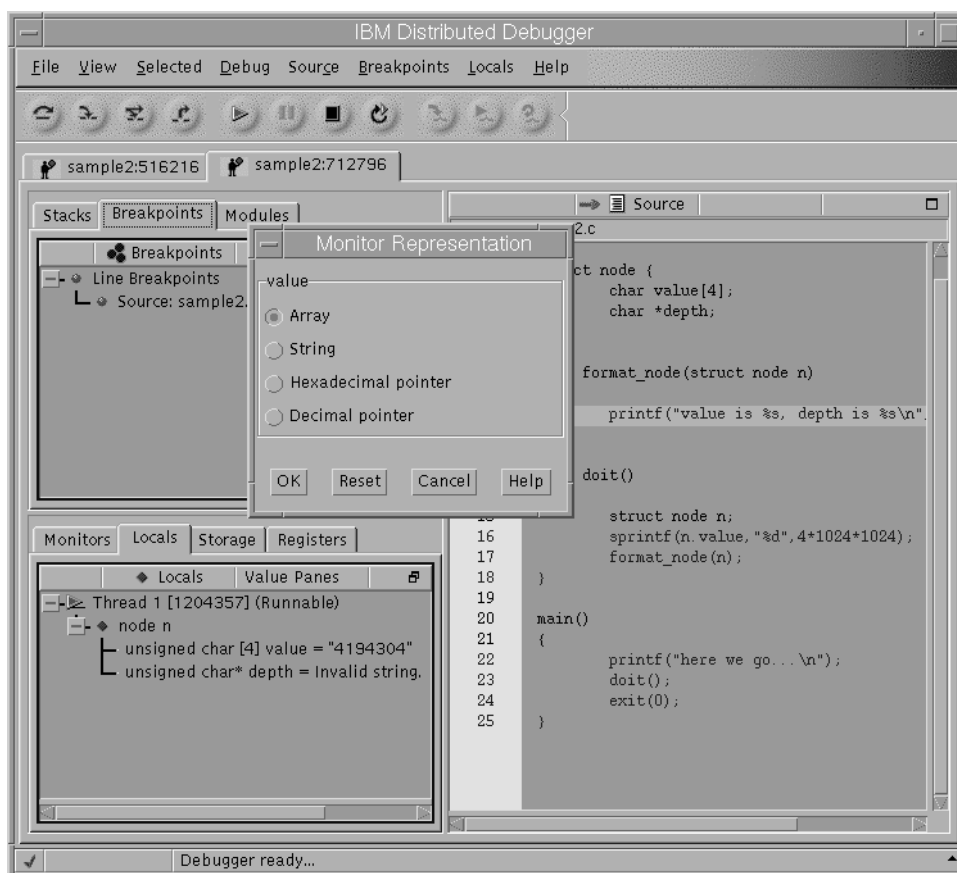 IBM Distributed Debugger
File View Selected Debug Source Breakpoints Locals Help
sample2:516216 sample2:712796
Stacks Breakpoints Modules
Breakpoints
Line Breakpoints
Source: sample2.
Source
2.c
ct node {
char value[4];
char *depth;
format_node(struct node n)
printf("value is %s, depth is %s\n"
doit()
Monitor Representation
value
Array
String
Hexadecimal pointer
Decimal pointer
OK Reset Cancel Help
15 struct node n;
16 sprintf(n.value,"%d",4*1024*1024);
17 format_node(n);
18 }
19
20 main()
21 {
22 printf("here we go...\n");
23 doit();
24 exit(0);
25 }
Monitors Locals Storage Registers
Locals Value Panes
Thread 1 [1204357] (Runnable)
node n
unsigned char [4] value = "4194304"
unsigned char* depth = Invalid string.
Debugger ready...